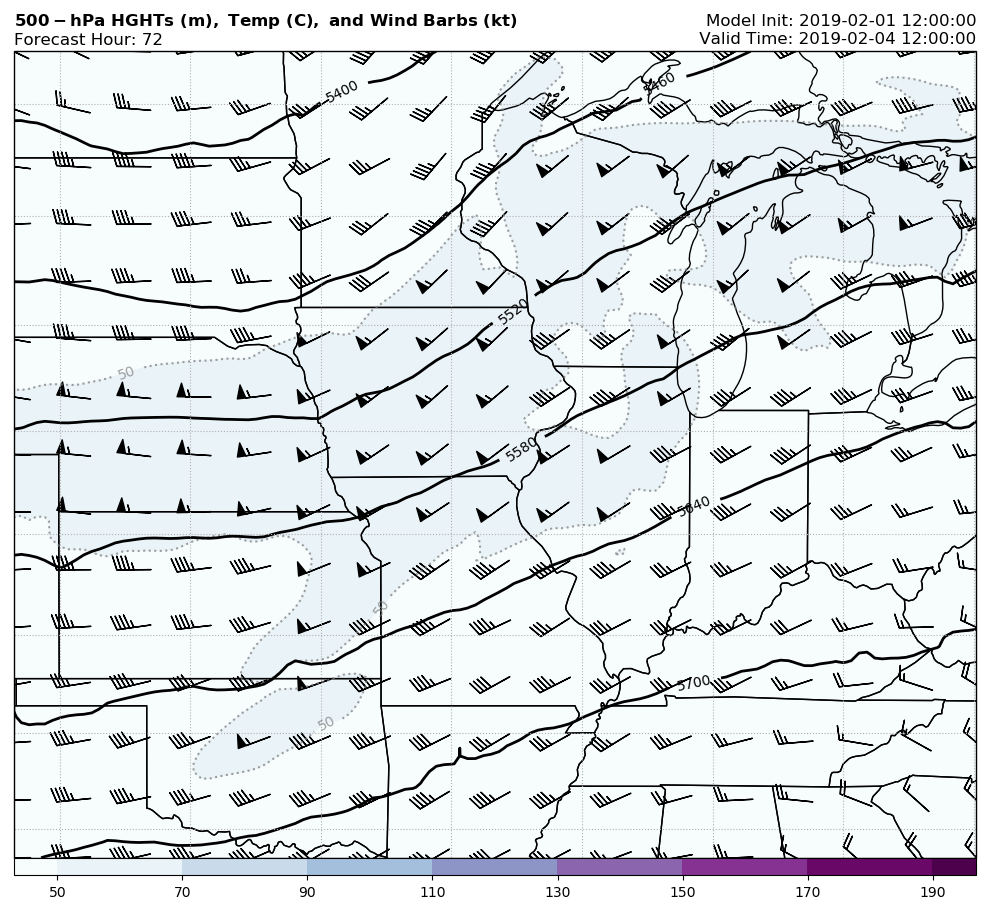 500-hPa HGHTs (m), Temp (C), and Wind Barbs (kt)
Model Init: 2019-02-01 12:00:00
Forecast Hour: 72
Valid Time: 2019-02-04 12:00:00
5400
5460
5520
50
5580
5640
50
5700
50
50 70 90 110 130 150 170 190